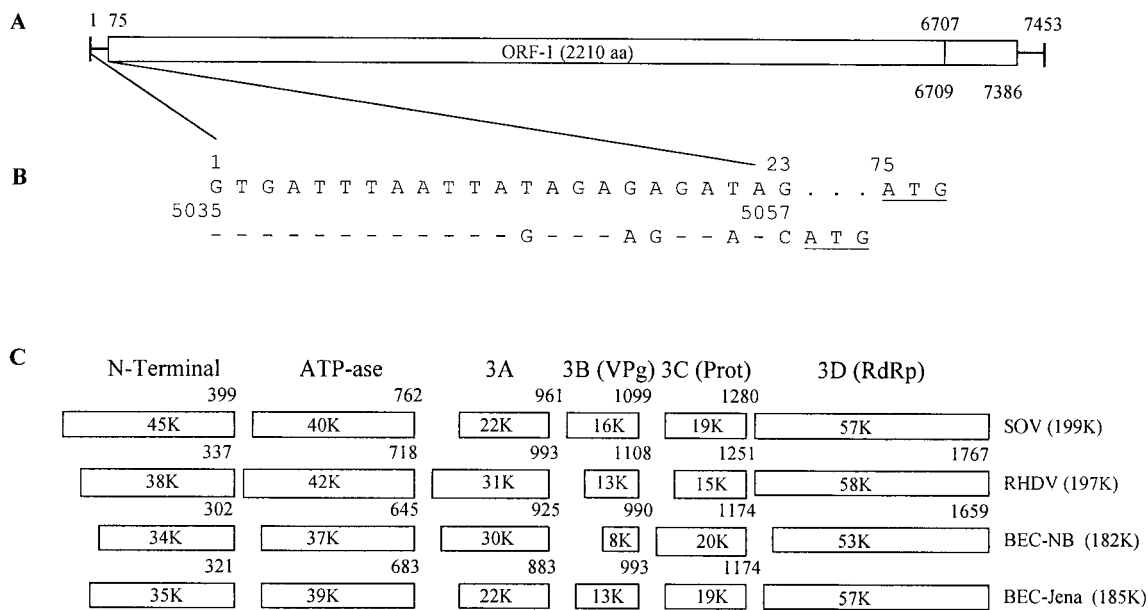 A
1 75 6707 7453
ORF-1 (2210 aa)
6709 7386
B
1 23 75
G T G A T T T A A T T A T A G A G A G A T A G . . . A T G
5035 5057
- - - - - - - - - - - - G - - - A G - - A - C A T G
C
N-Terminal ATP-ase 3A 3B (VPg) 3C (Prot) 3D (RdRp)
399 762 961 1099 1280
45K 40K 22K 16K 19K 57K SOV (199K)
337 718 993 1108 1251 1767
38K 42K 31K 13K 15K 58K RHDV (197K)
302 645 925 990 1174 1659
34K 37K 30K 8K 20K 53K BEC-NB (182K)
321 683 883 993 1174
35K 39K 22K 13K 19K 57K BEC-Jena (185K)